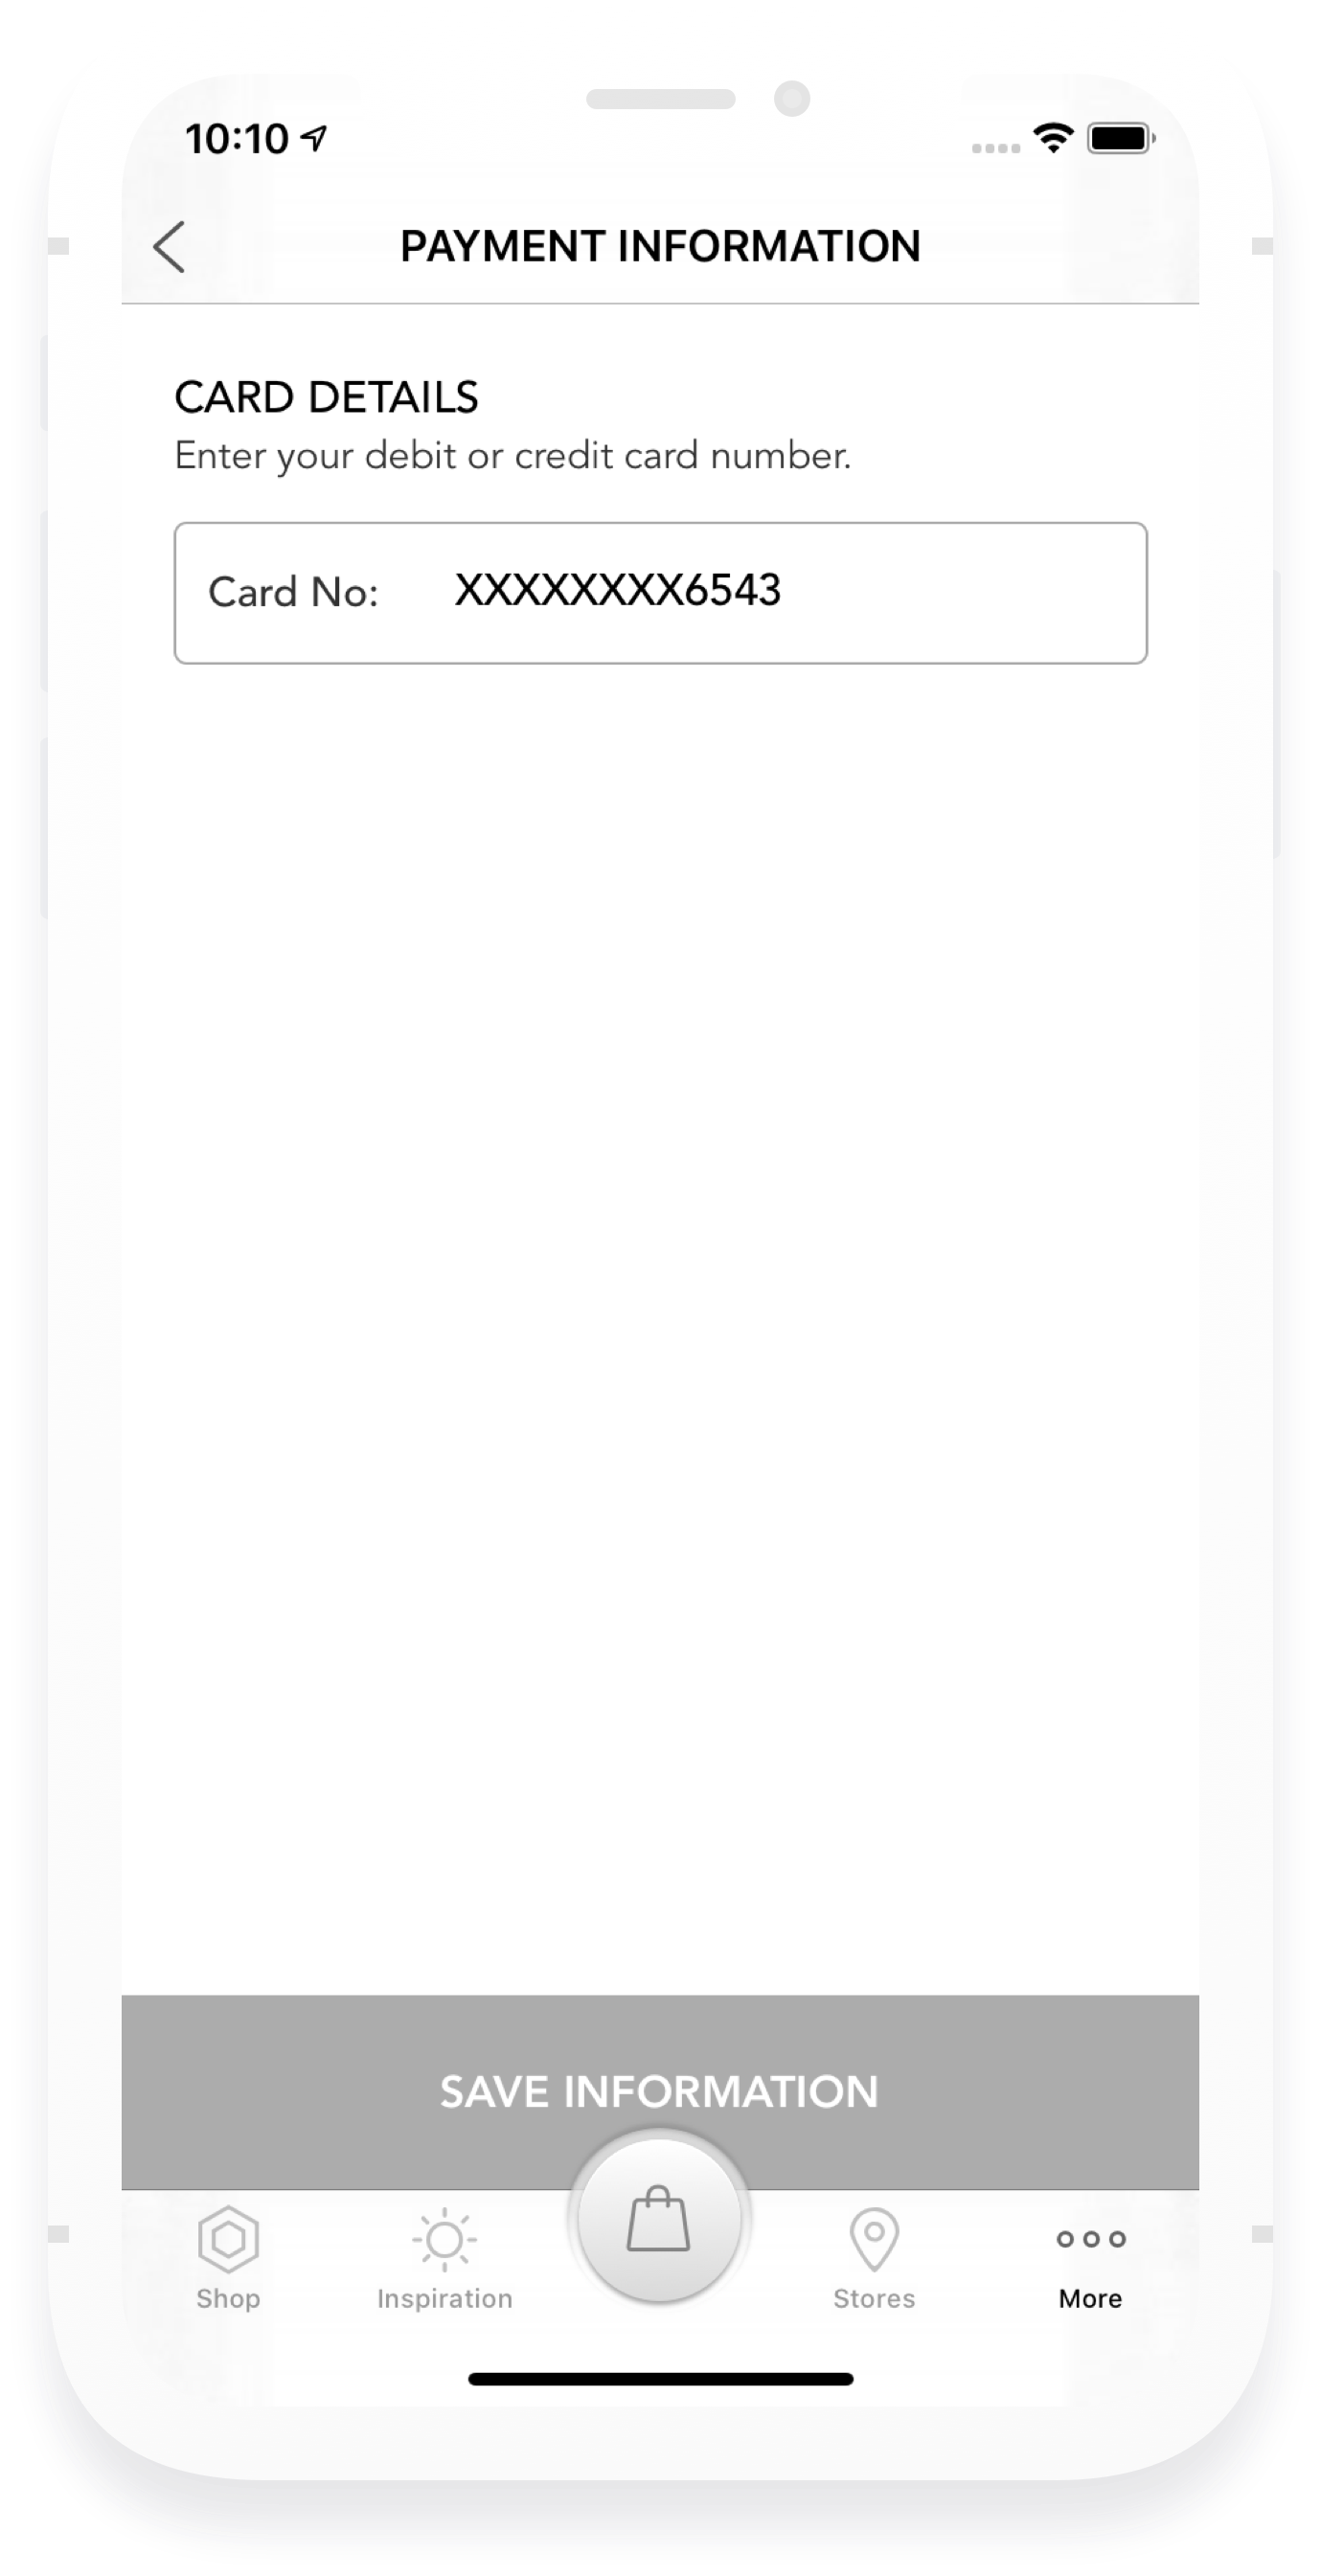 10:10
PAYMENT INFORMATION
CARD DETAILS
Enter your debit or credit card number.
Card No: XXXXXXXX6543
SAVE INFORMATION
Shop Inspiration Stores More